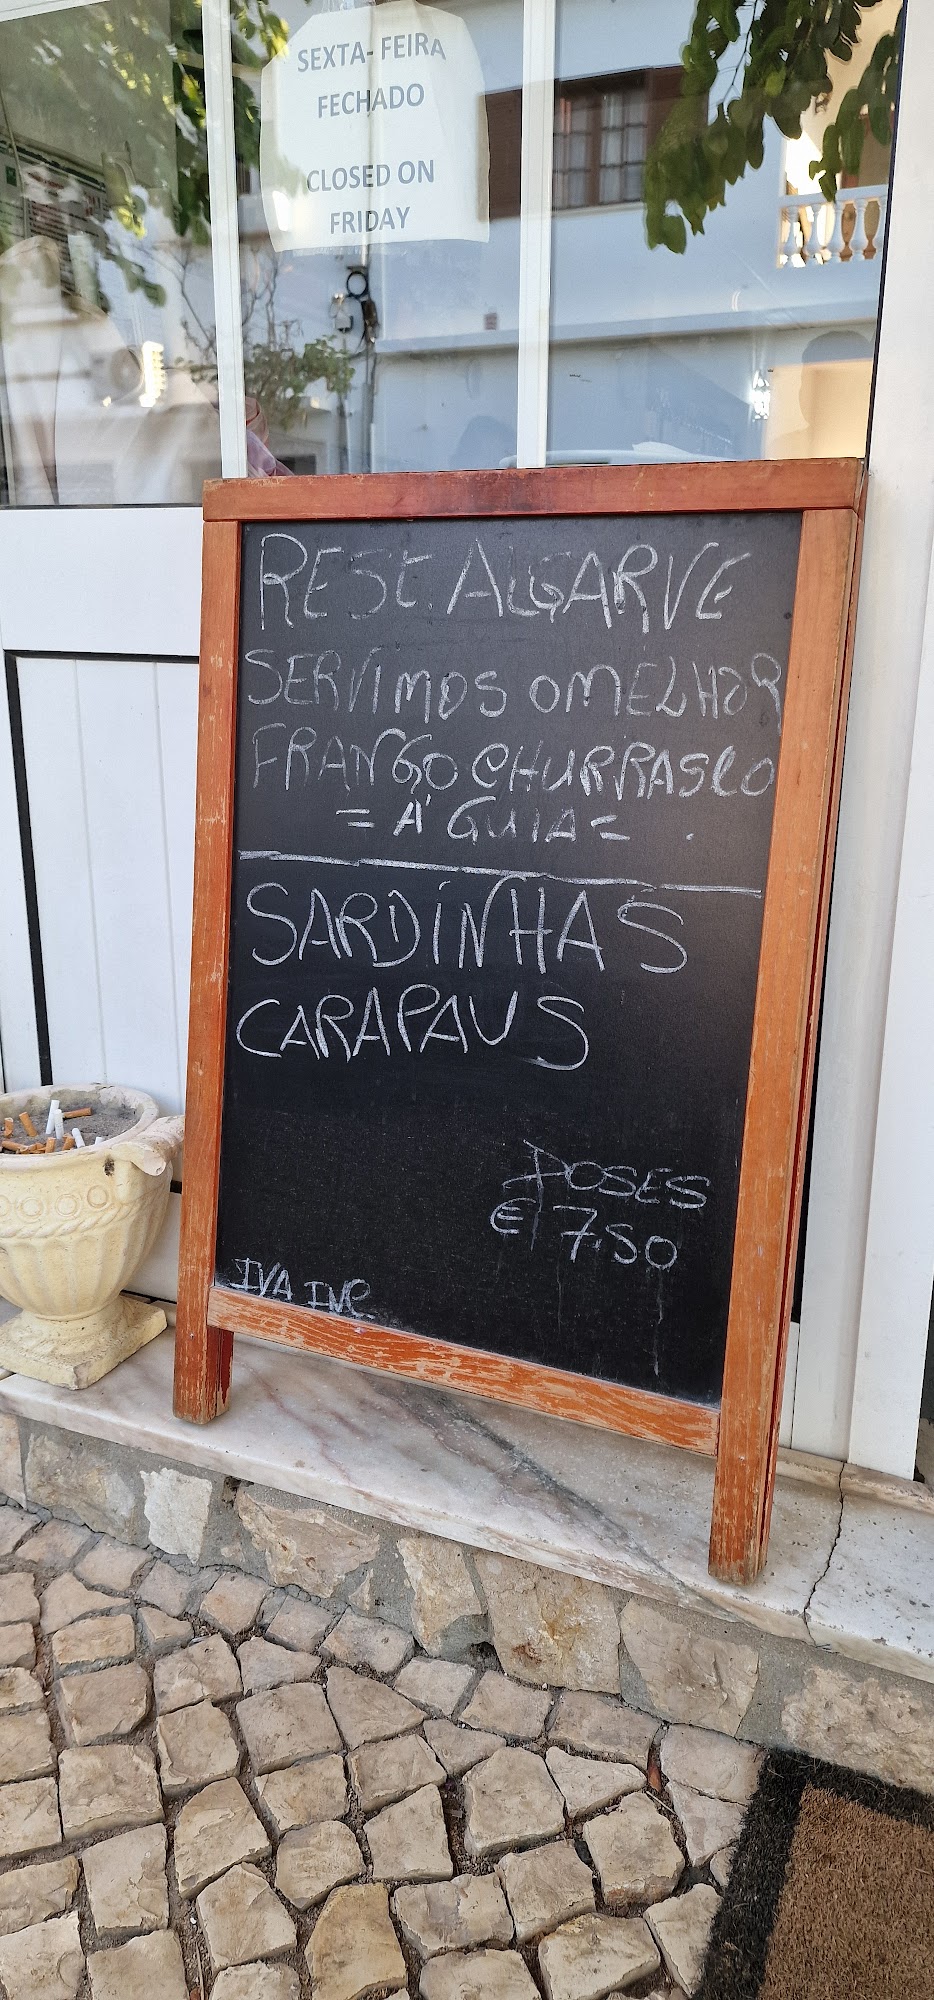 SEXTA- FEIRA
FECHADO
CLOSED ON
FRIDAY
REST. ALGARVE
SERVIMOS O MELHOR
FRANGO CHURRASCO
= Á GUIA =
SARDINHAS
CARAPAUS
DOSES
€ 7.50
IVA INC